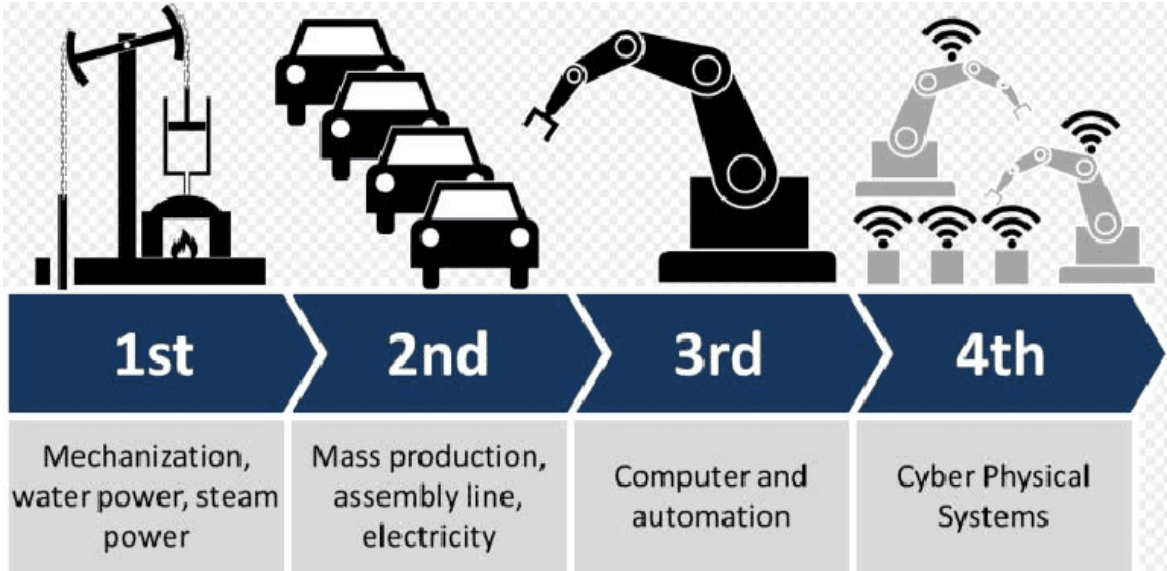 1st
2nd
3rd
4th
Mechanization,
water power, steam
power
Mass production,
assembly line,
electricity
Computer and
automation
Cyber Physical
Systems